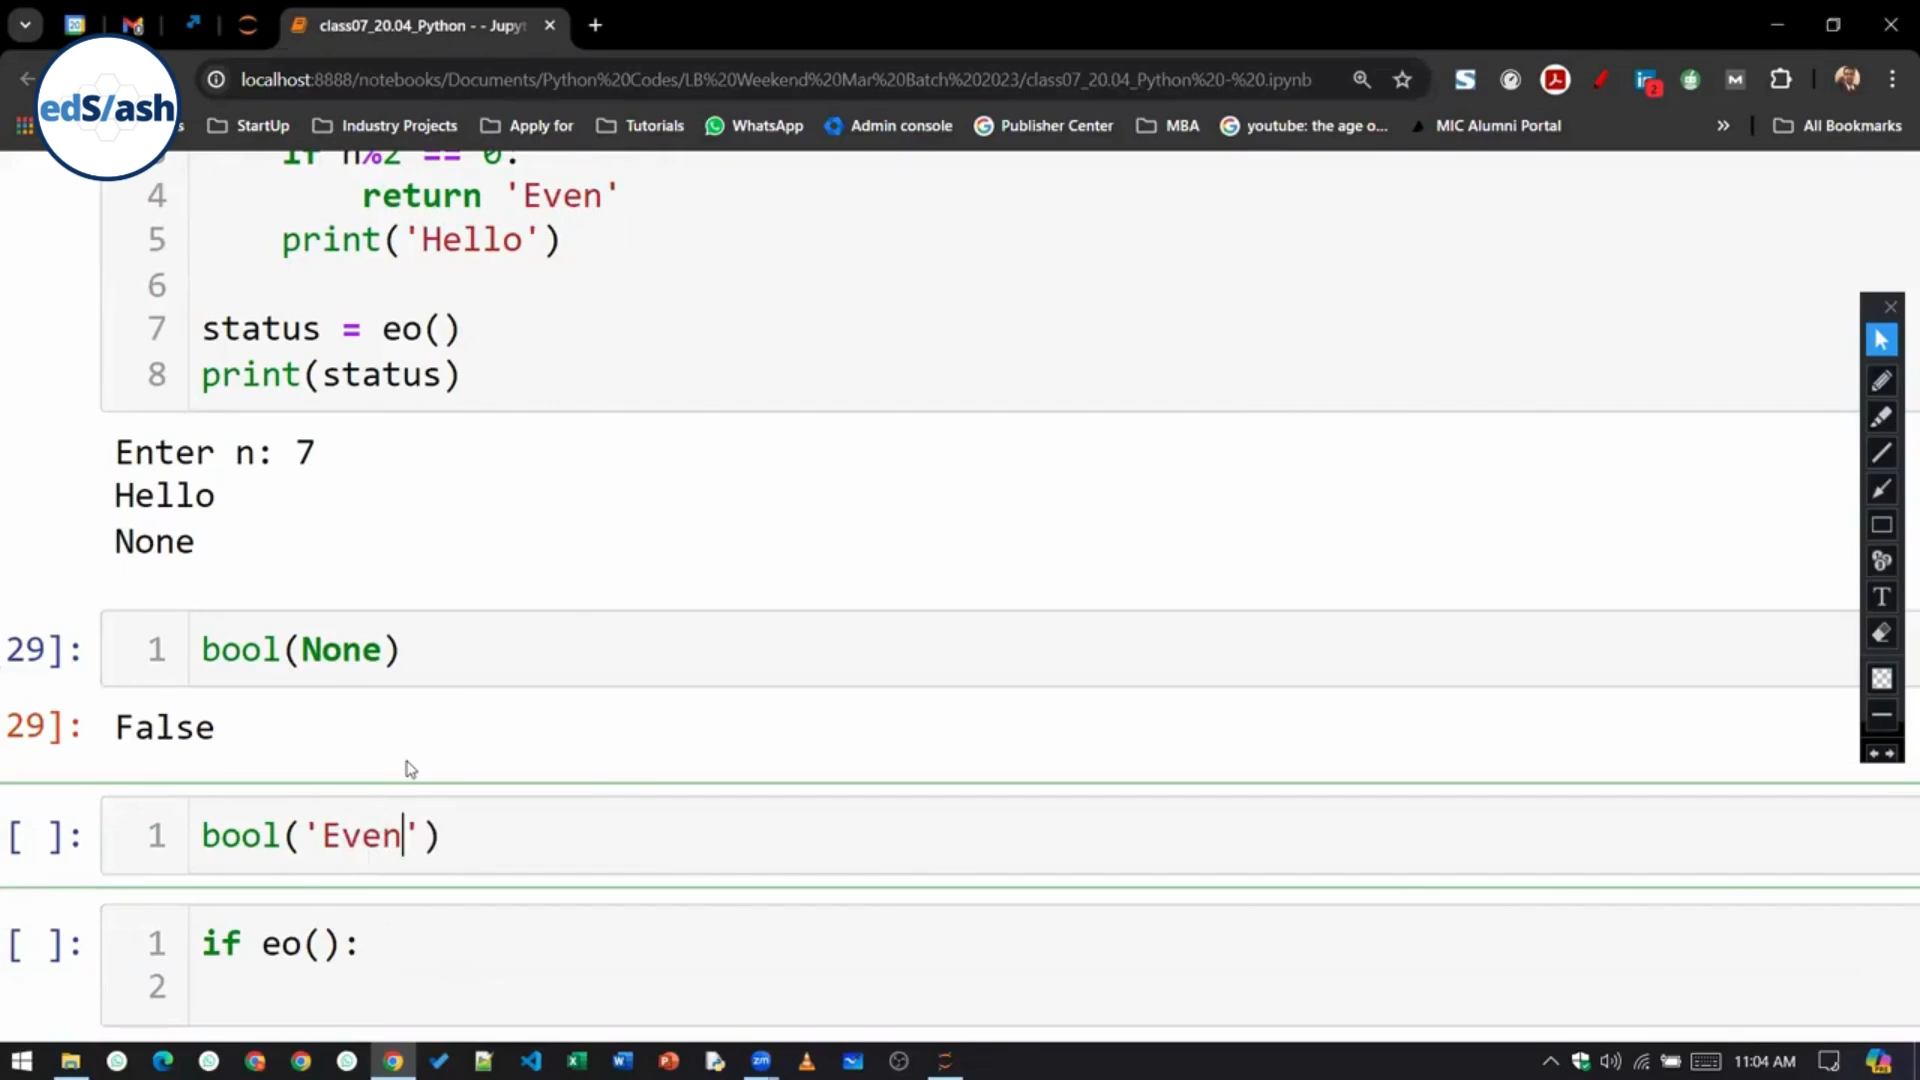 class07_20.04_Python - - Jupyt
localhost:8888/notebooks/Documents/Python%20Codes/LB%20Weekend%20Mar%20Batch%202023/class07_20.04_Python%20-%20.ipynb
edS/ash
StartUp
Industry Projects
Apply for
Tutorials
WhatsApp
Admin console
Publisher Center
MBA
youtube: the age o...
MIC Alumni Portal
All Bookmarks
if n%2 == 0:
4 return 'Even'
5 print('Hello')
6
7 status = eo()
8 print(status)
Enter n: 7
Hello
None
29]: 1 bool(None)
29]: False
[ ]: 1 bool('Even')
[ ]: 1 if eo():
2
11:04 AM